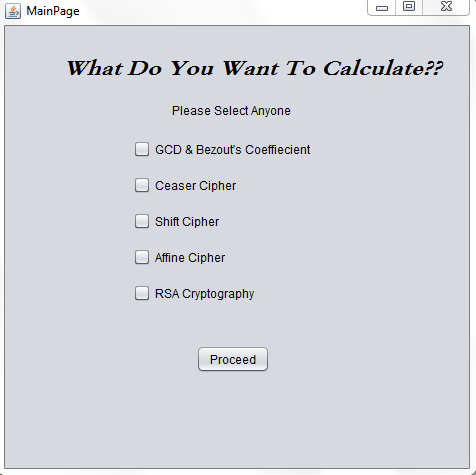 MainPage
What Do You Want To Calculate??
Please Select Anyone
GCD & Bezout's Coeffiecient
Ceaser Cipher
Shift Cipher
Affine Cipher
RSA Cryptography
Proceed